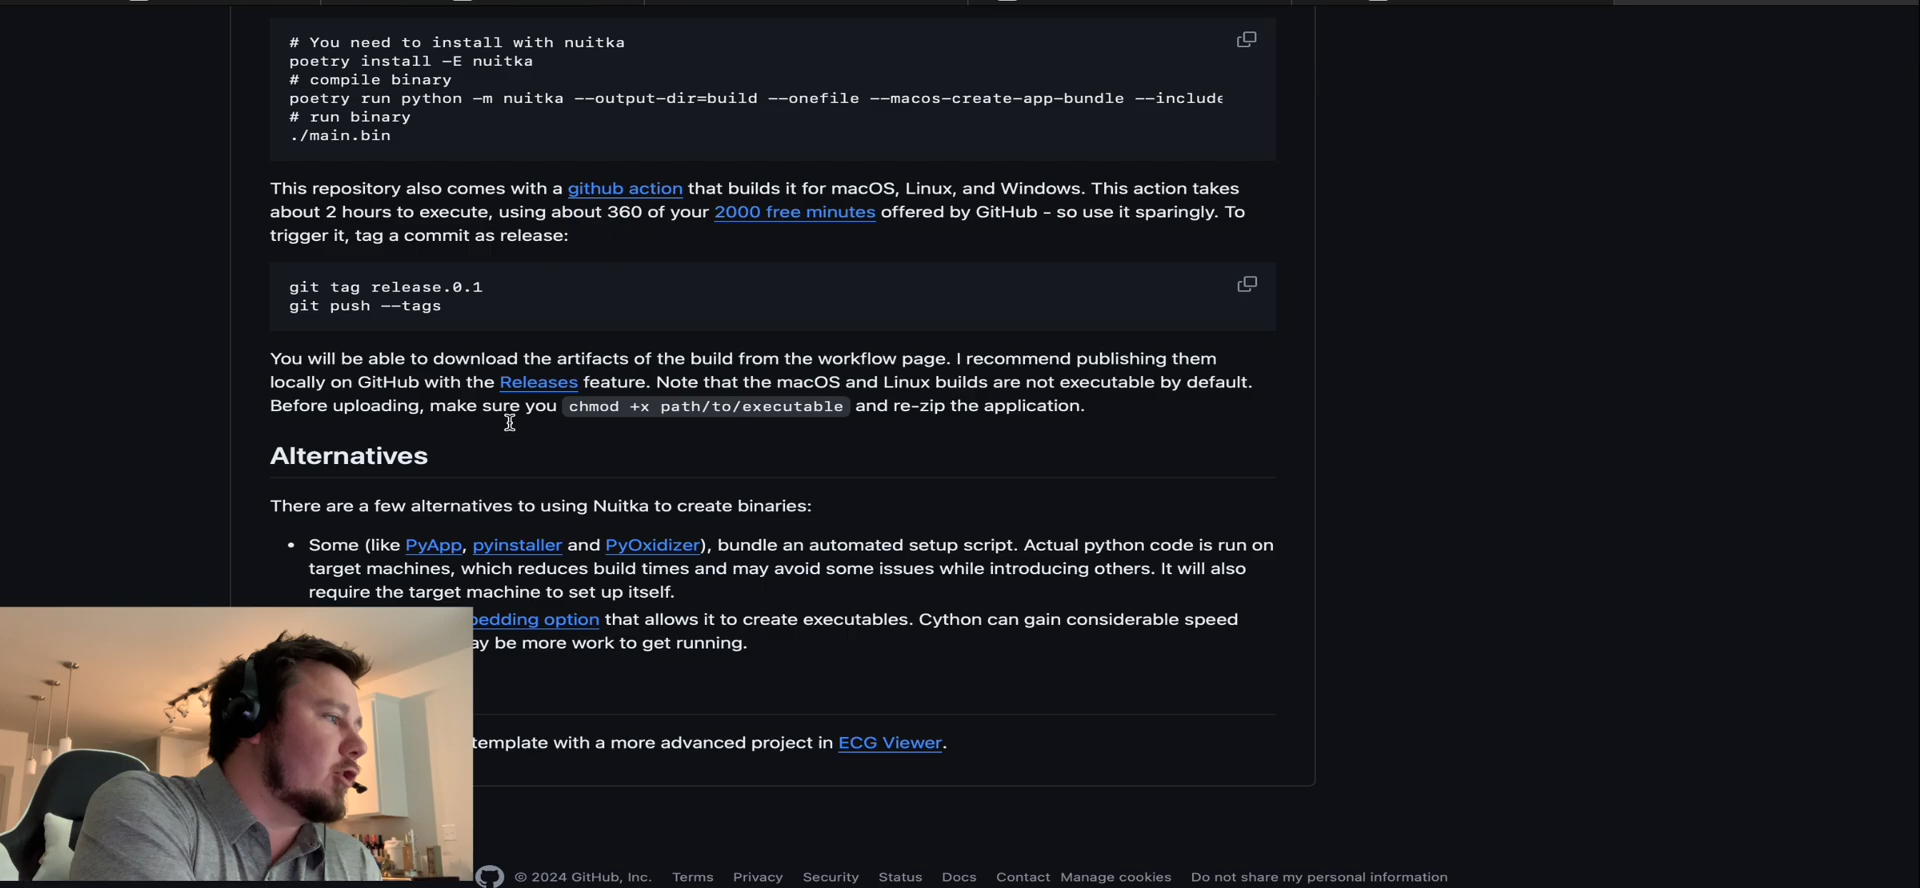 # You need to install with nuitka
poetry install -E nuitka
# compile binary
poetry run python -m nuitka --output-dir=build --onefile --macos-create-app-bundle --include
# run binary
./main.bin
This repository also comes with a github action that builds it for macOS, Linux, and Windows. This action takes
about 2 hours to execute, using about 360 of your 2000 free minutes offered by GitHub - so use it sparingly. To
trigger it, tag a commit as release:
git tag release.0.1
git push --tags
You will be able to download the artifacts of the build from the workflow page. I recommend publishing them
locally on GitHub with the Releases feature. Note that the macOS and Linux builds are not executable by default.
Before uploading, make sure you chmod +x path/to/executable and re-zip the application.
Alternatives
There are a few alternatives to using Nuitka to create binaries:
• Some (like PyApp, pyinstaller and PyOxidizer), bundle an automated setup script. Actual python code is run on
target machines, which reduces build times and may avoid some issues while introducing others. It will also
require the target machine to set up itself.
bedding option that allows it to create executables. Cython can gain considerable speed
ay be more work to get running.
template with a more advanced project in ECG Viewer.
© 2024 GitHub, Inc. Terms Privacy Security Status Docs Contact Manage cookies Do not share my personal information